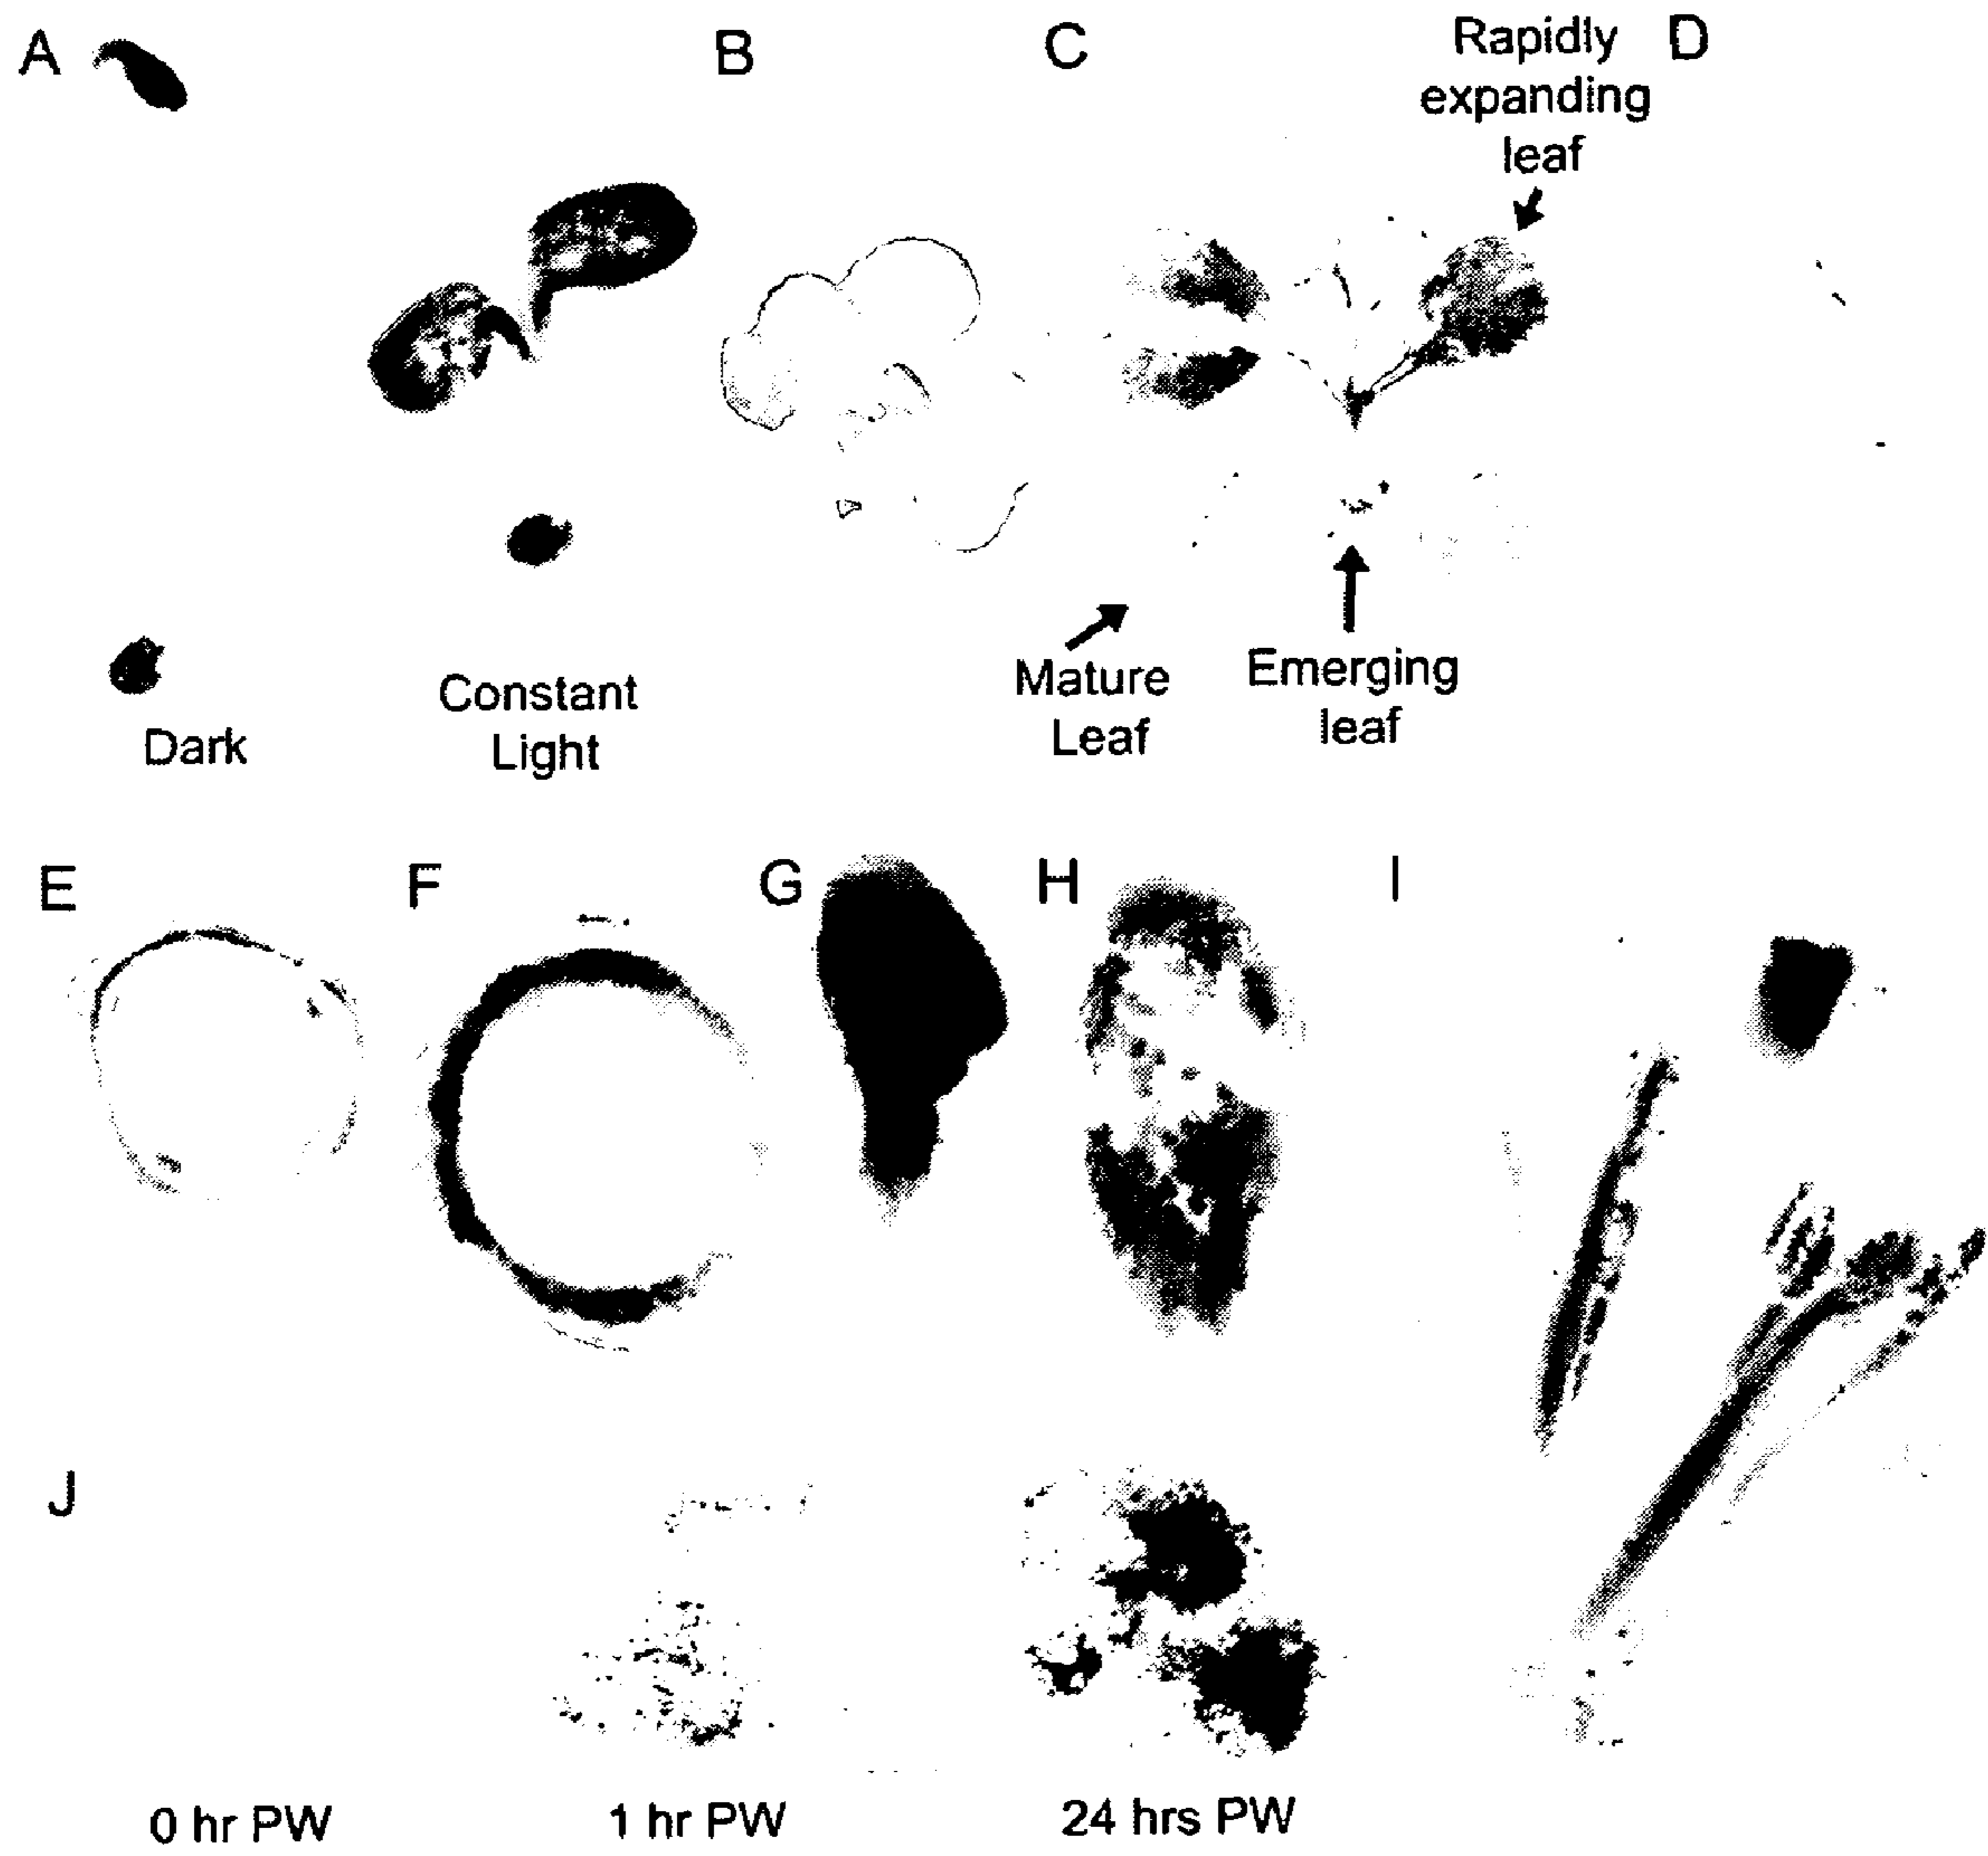 A
B
C
Rapidly
expanding
leaf
D
Dark
Constant
Light
Mature
Leaf
Emerging
leaf
E
F
G
H
I
J
0 hr PW
1 hr PW
24 hrs PW